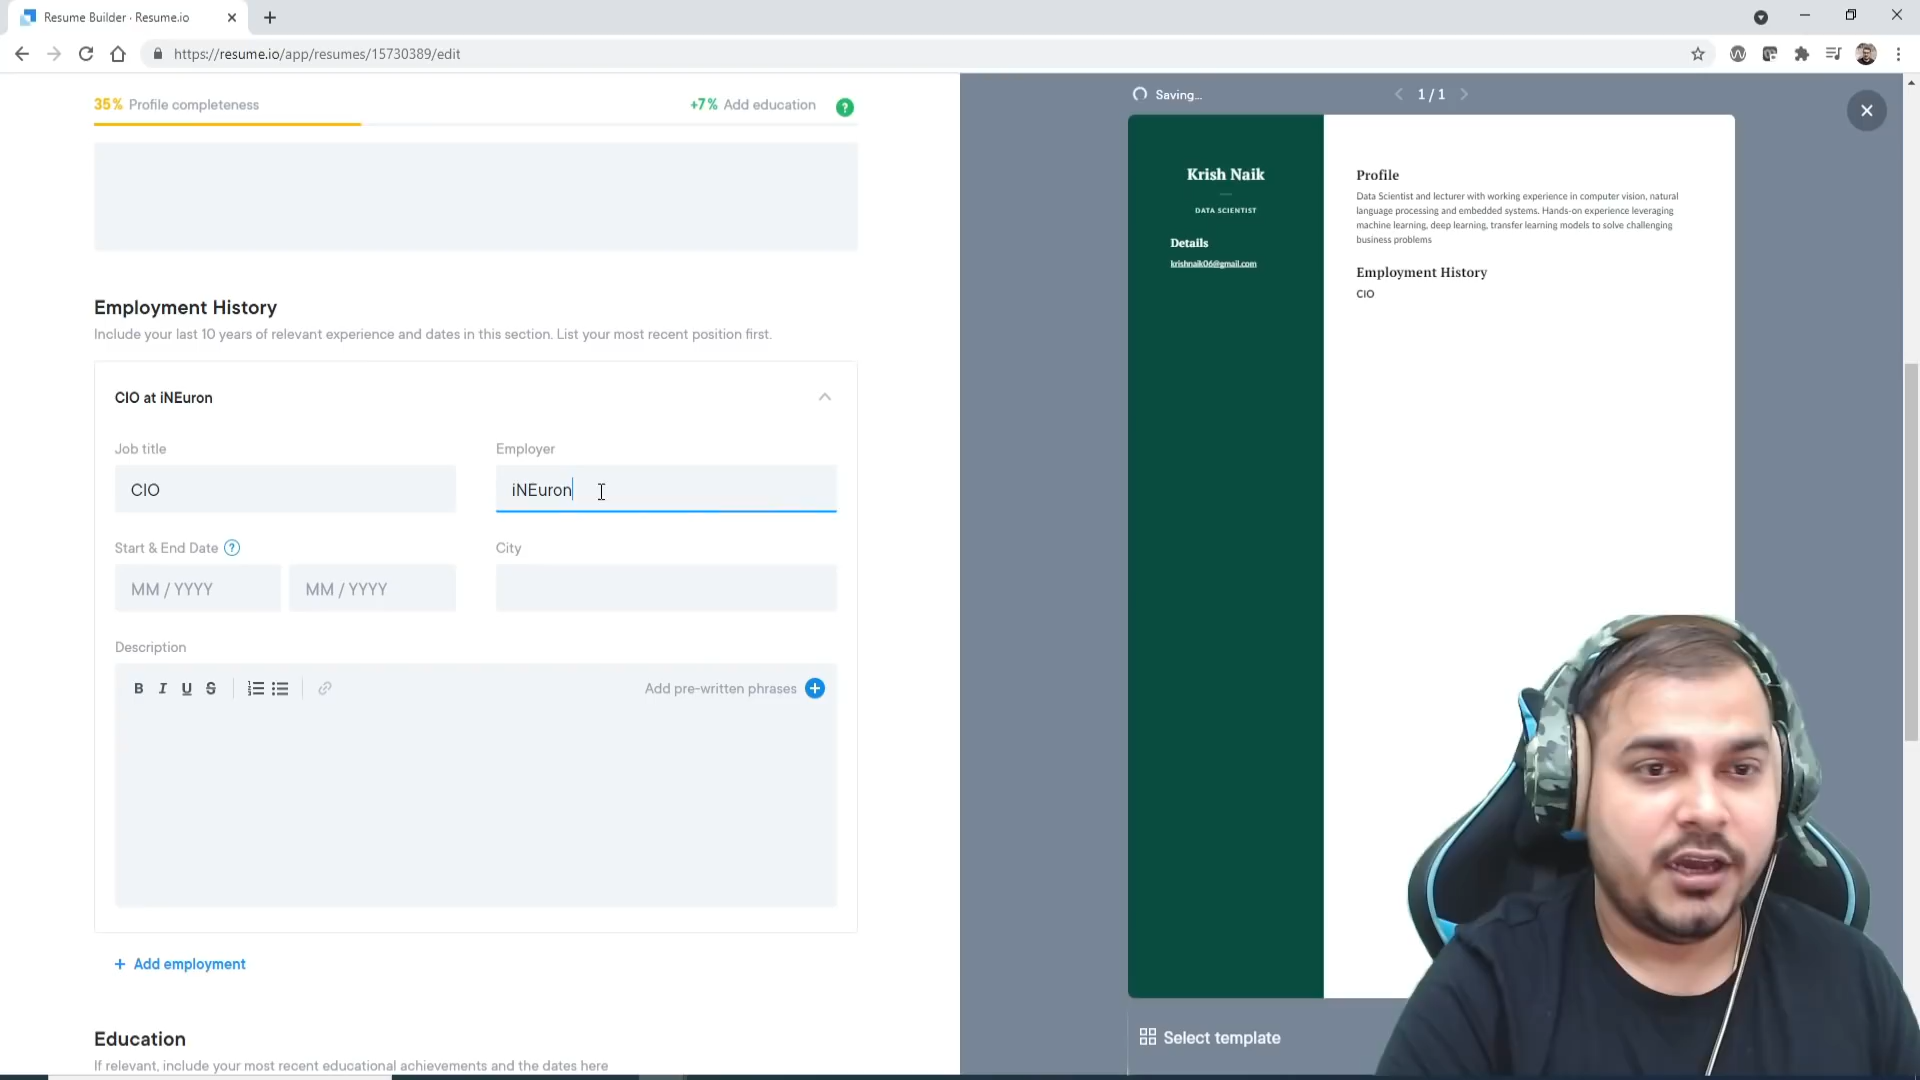 Resume Builder · Resume.io
https://resume.io/app/resumes/15730389/edit
35% Profile completeness
+7% Add education
?
Employment History
Include your last 10 years of relevant experience and dates in this section. List your most recent position first.
CIO at iNEuron
Job title
Employer
CIO
iNEuron
Start & End Date ?
City
MM / YYYY
MM / YYYY
Description
B I U S
Add pre-written phrases
+ Add employment
Education
If relevant, include your most recent educational achievements and the dates here
Saving...
1 / 1
Krish Naik
DATA SCIENTIST
Details
krishnaik06@gmail.com
Profile
Data Scientist and lecturer with working experience in computer vision, natural
language processing and embedded systems. Hands-on experience leveraging
machine learning, deep learning, transfer learning models to solve challenging
business problems
Employment History
CIO
Select template